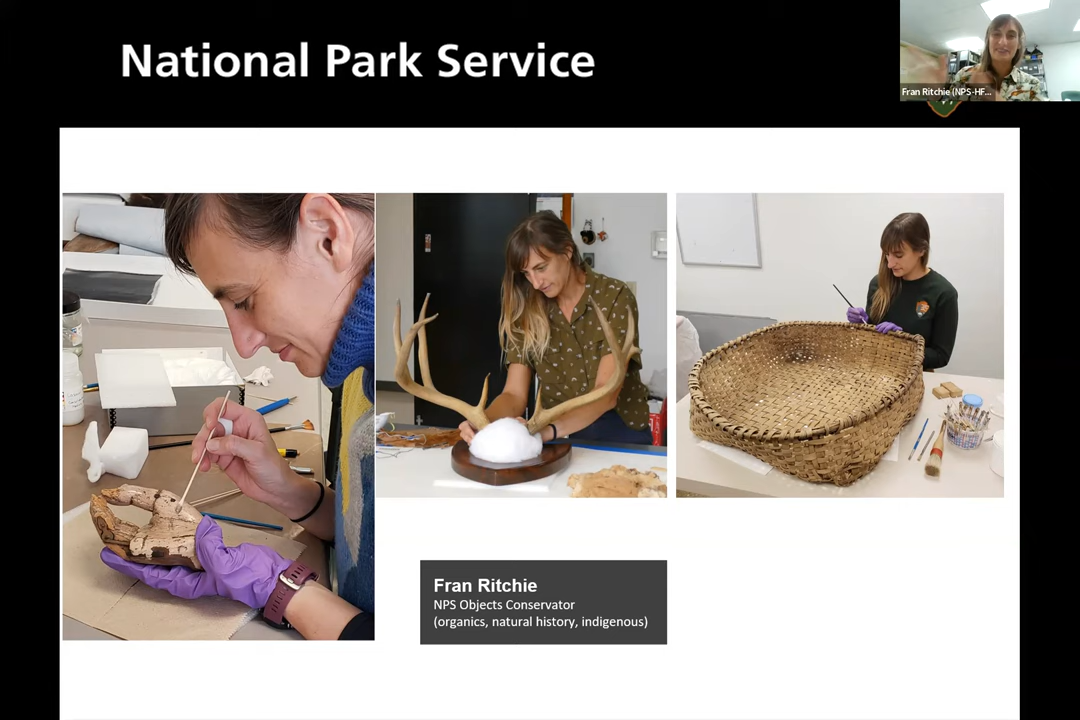 National Park Service
Fran Ritchie (NPS-HF...
Fran Ritchie
NPS Objects Conservator
(organics, natural history, indigenous)